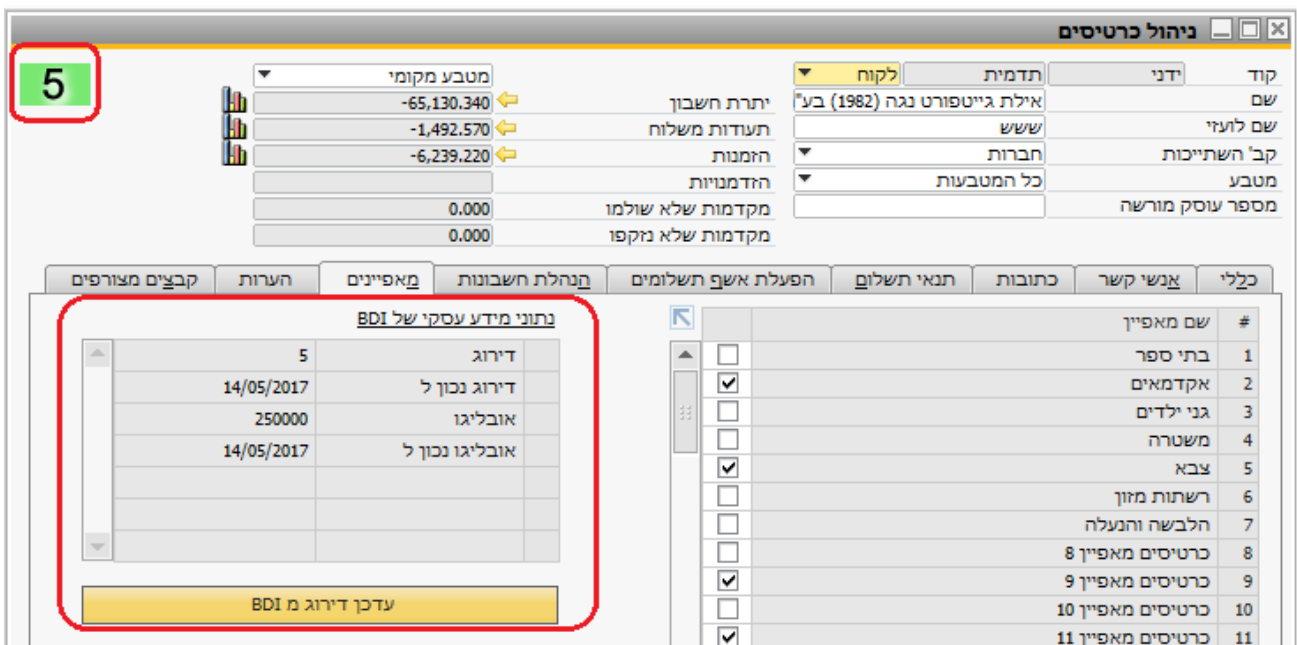 ניהול כרטיסים
5
קוד ידני תדמית לקוח
שם אילת גייטפורט נגה (1982) בע"
שם לועזי ששש
קב' השתייכות חברות
מטבע כל המטבעות
מספר עוסק מורשה
מטבע מקומי
יתרת חשבון -65,130.340
תעודות משלוח -1,492.570
הזמנות -6,239.220
הזדמנויות
מקדמות שלא שולמו 0.000
מקדמות שלא נזקפו 0.000
כללי אנשי קשר כתובות תנאי תשלום הפעלת אשף תשלומים הנהלת חשבונות מאפיינים הערות קבצים מצורפים
# שם מאפיין
1 בתי ספר
2 אקדמאים
3 גני ילדים
4 משטרה
5 צבא
6 רשתות מזון
7 הלבשה והנעלה
8 כרטיסים מאפיין 8
9 כרטיסים מאפיין 9
10 כרטיסים מאפיין 10
11 כרטיסים מאפיין 11
נתוני מידע עסקי של BDI
דירוג 5
דירוג נכון ל 14/05/2017
אובליגו 250000
אובליגו נכון ל 14/05/2017
עדכן דירוג מ BDI